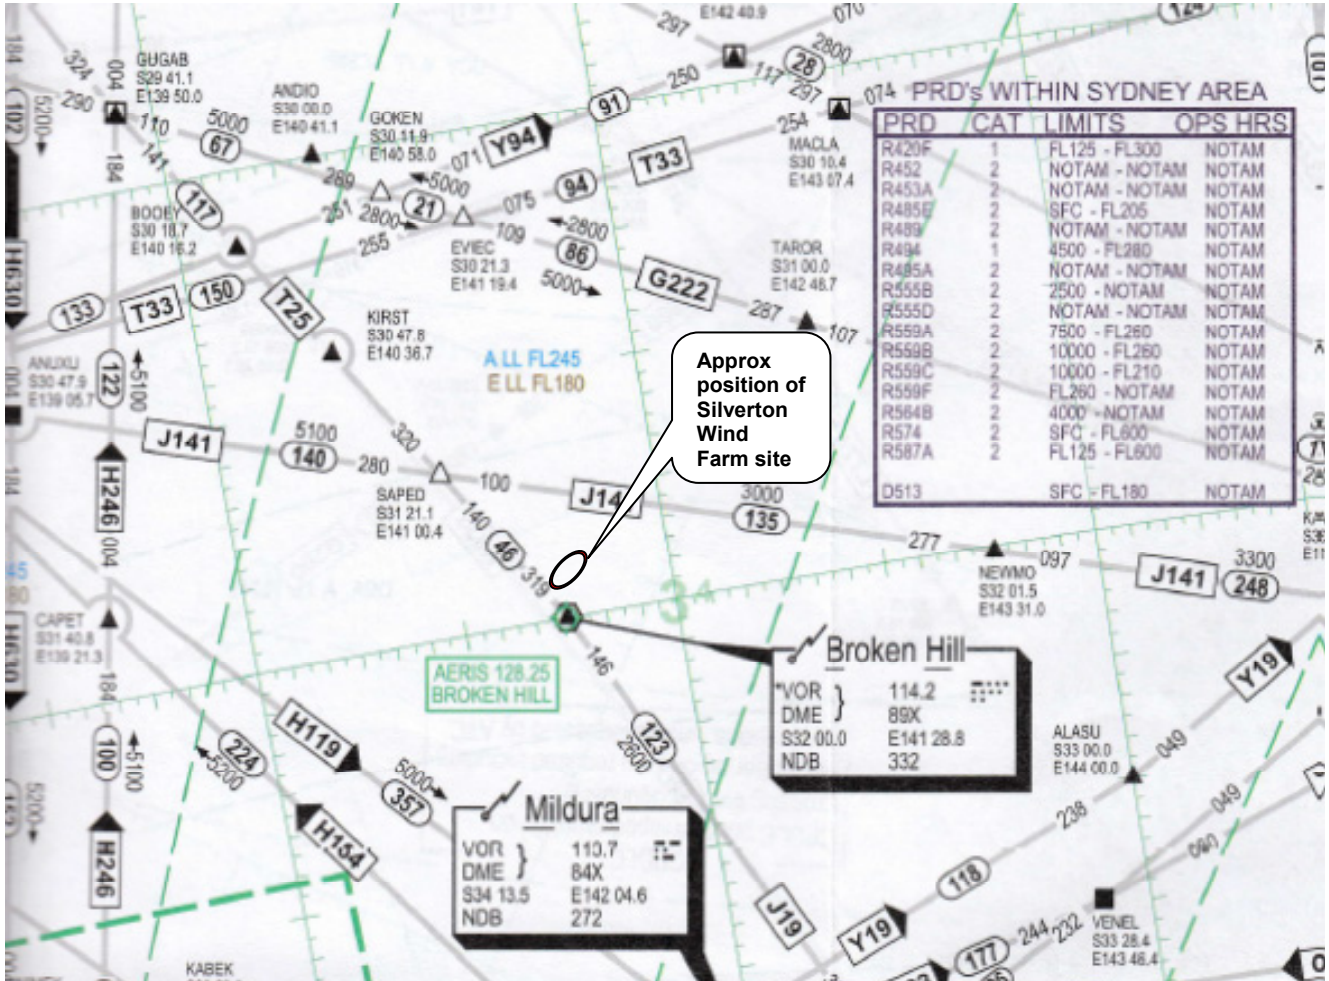 297
E142 40.9
070
124
GUGAB
S29 41.1
E139 50.0
324
004
290
184
102
5200
110
5000
67
141
184
117
ANDIO
S30 00.0
E140 41.1
GOKEN
S30 11.9
E140 58.0
289
5000
2800
21
071
Y94
91
250
117
28
2800
297
074
254
T33
94
075
109
2800
86
5000
G222
287
107
MACLA
S30 10.4
E143 07.4
TAROR
S31 00.0
E142 48.7
EVIEC
S30 21.3
E141 19.4
BODEY
S30 18.7
E140 16.2
255
133
T33
150
T25
H630
KIRST
S30 47.8
E140 36.7
A LL FL245
E LL FL180
Approx
position of
Silverton
Wind
Farm site
PRD's WITHIN SYDNEY AREA
PRD CAT LIMITS OPS HRS
R420F 1 FL125 - FL300 NOTAM
R452 2 NOTAM - NOTAM NOTAM
R453A 2 NOTAM - NOTAM NOTAM
R485E 2 SFC - FL205 NOTAM
R489 2 NOTAM - NOTAM NOTAM
R494 1 4500 - FL280 NOTAM
R495A 2 NOTAM - NOTAM NOTAM
R555B 2 2500 - NOTAM NOTAM
R555D 2 NOTAM - NOTAM NOTAM
R559A 2 7500 - FL260 NOTAM
R559B 2 10000 - FL260 NOTAM
R559C 2 10000 - FL210 NOTAM
R559F 2 FL260 - NOTAM NOTAM
R564B 2 4000 - NOTAM NOTAM
R574 2 SFC - FL600 NOTAM
R587A 2 FL125 - FL600 NOTAM
D513 SFC - FL180 NOTAM
ANUXU
S30 47.9
E139 05.7
122
5100
J141
5100
140
280
320
100
SAPED
S31 21.1
E141 00.4
J14
3000
135
277
097
NEWMO
S32 01.5
E143 31.0
J141
3300
248
H246
004
184
140
46
319
34
CAPET
S31 40.8
E139 21.3
H630
184
100
5100
5200
H246
AERIS 128.25
BROKEN HILL
146
123
2600
Broken Hill
*VOR 114.2
DME 89X
S32 00.0 E141 28.8
NDB 332
Y19
ALASU
S33 00.0
E144 00.0
049
238
049
H119
224
5200
5000
357
H154
Mildura
VOR 113.7
DME 84X
S34 13.5 E142 04.6
NDB 272
J19
118
Y19
177
244
232
VENEL
S33 28.4
E143 46.4
KABEK